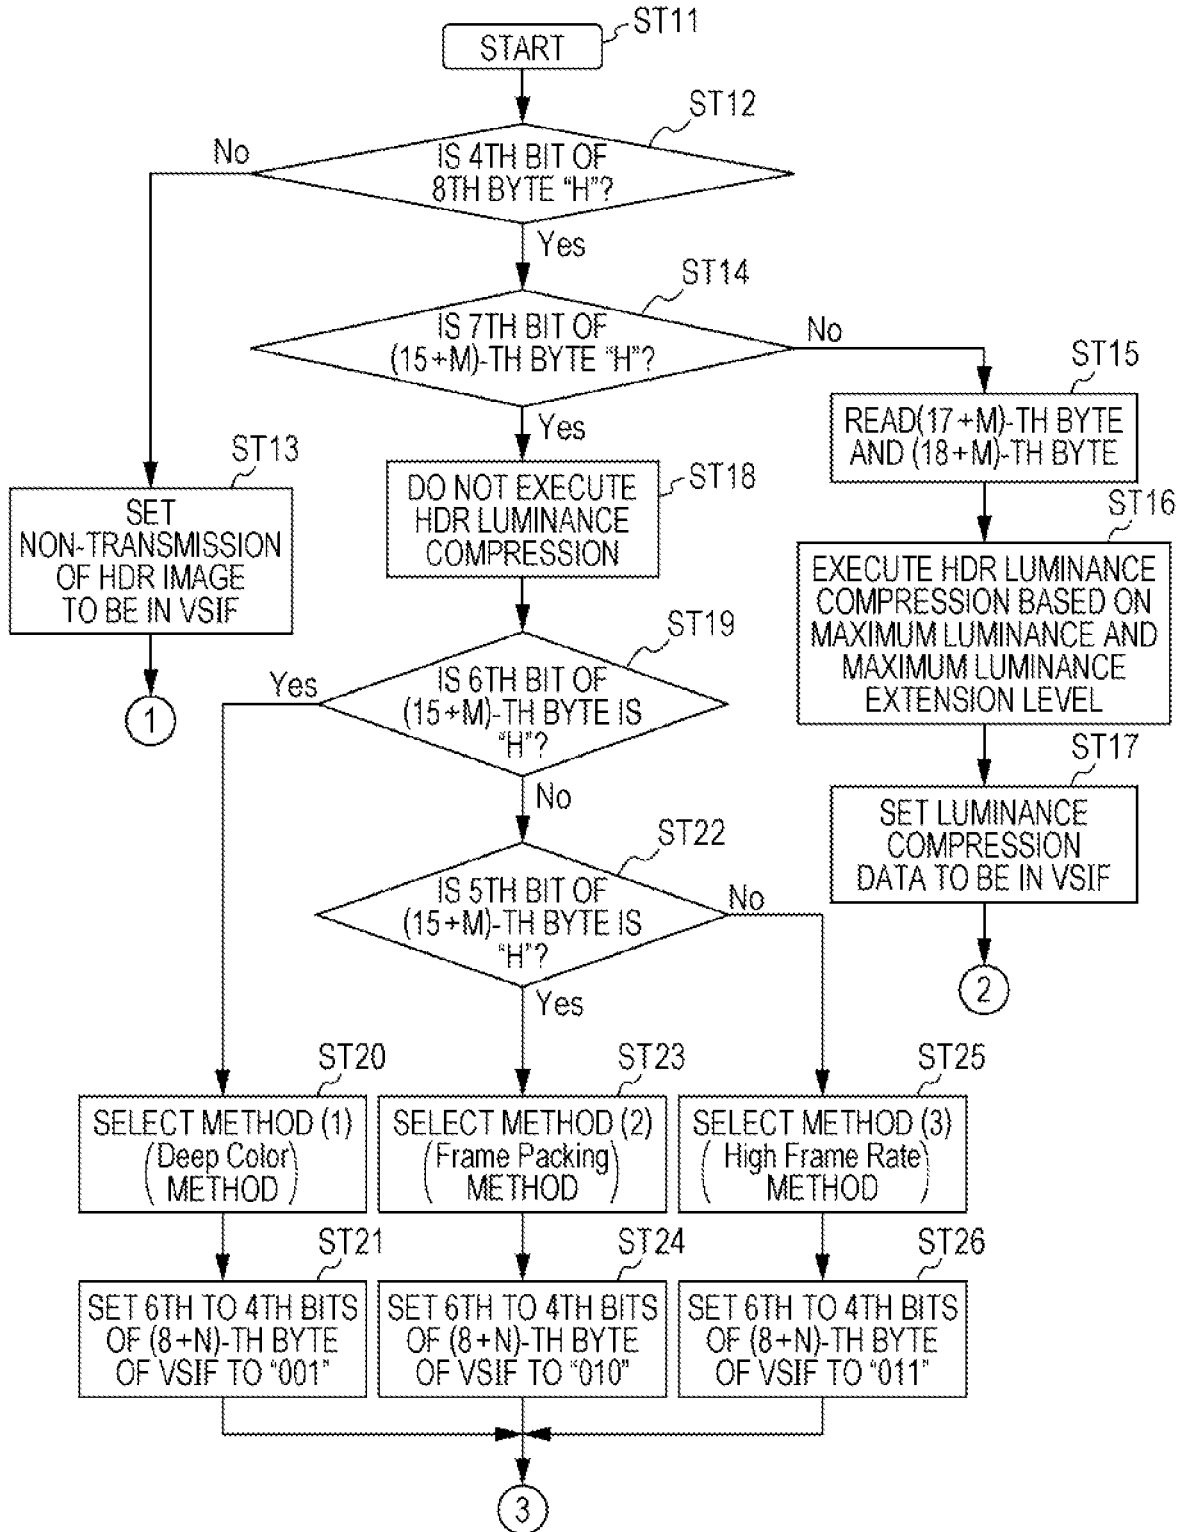 START
ST11
ST12
IS 4TH BIT OF
8TH BYTE “H”?
No
Yes
ST14
IS 7TH BIT OF
(15+M)-TH BYTE “H”?
No
Yes
ST13
SET
NON-TRANSMISSION
OF HDR IMAGE
TO BE IN VSIF
1
ST18
DO NOT EXECUTE
HDR LUMINANCE
COMPRESSION
ST15
READ(17+M)-TH BYTE
AND (18+M)-TH BYTE
ST16
EXECUTE HDR LUMINANCE
COMPRESSION BASED ON
MAXIMUM LUMINANCE AND
MAXIMUM LUMINANCE
EXTENSION LEVEL
ST17
SET LUMINANCE
COMPRESSION
DATA TO BE IN VSIF
2
ST19
IS 6TH BIT OF
(15+M)-TH BYTE IS
“H”?
Yes
No
ST22
IS 5TH BIT OF
(15+M)-TH BYTE IS
“H”?
No
Yes
ST20
SELECT METHOD (1)
(Deep Color
METHOD)
ST23
SELECT METHOD (2)
(Frame Packing
METHOD)
ST25
SELECT METHOD (3)
(High Frame Rate
METHOD)
ST21
SET 6TH TO 4TH BITS
OF (8+N)-TH BYTE
OF VSIF TO “001”
ST24
SET 6TH TO 4TH BITS
OF (8+N)-TH BYTE
OF VSIF TO “010”
ST26
SET 6TH TO 4TH BITS
OF (8+N)-TH BYTE
OF VSIF TO “011”
3